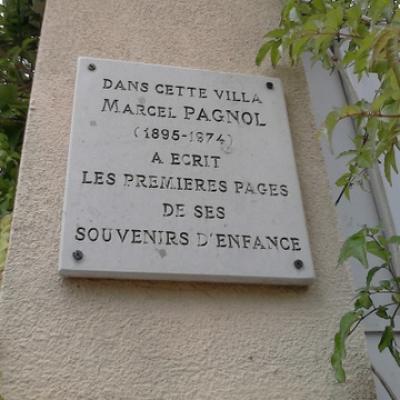 DANS CETTE VILLA
MARCEL PAGNOL
(1895-1974)
A ECRIT
LES PREMIERES PAGES
DE SES
SOUVENIRS D'ENFANCE